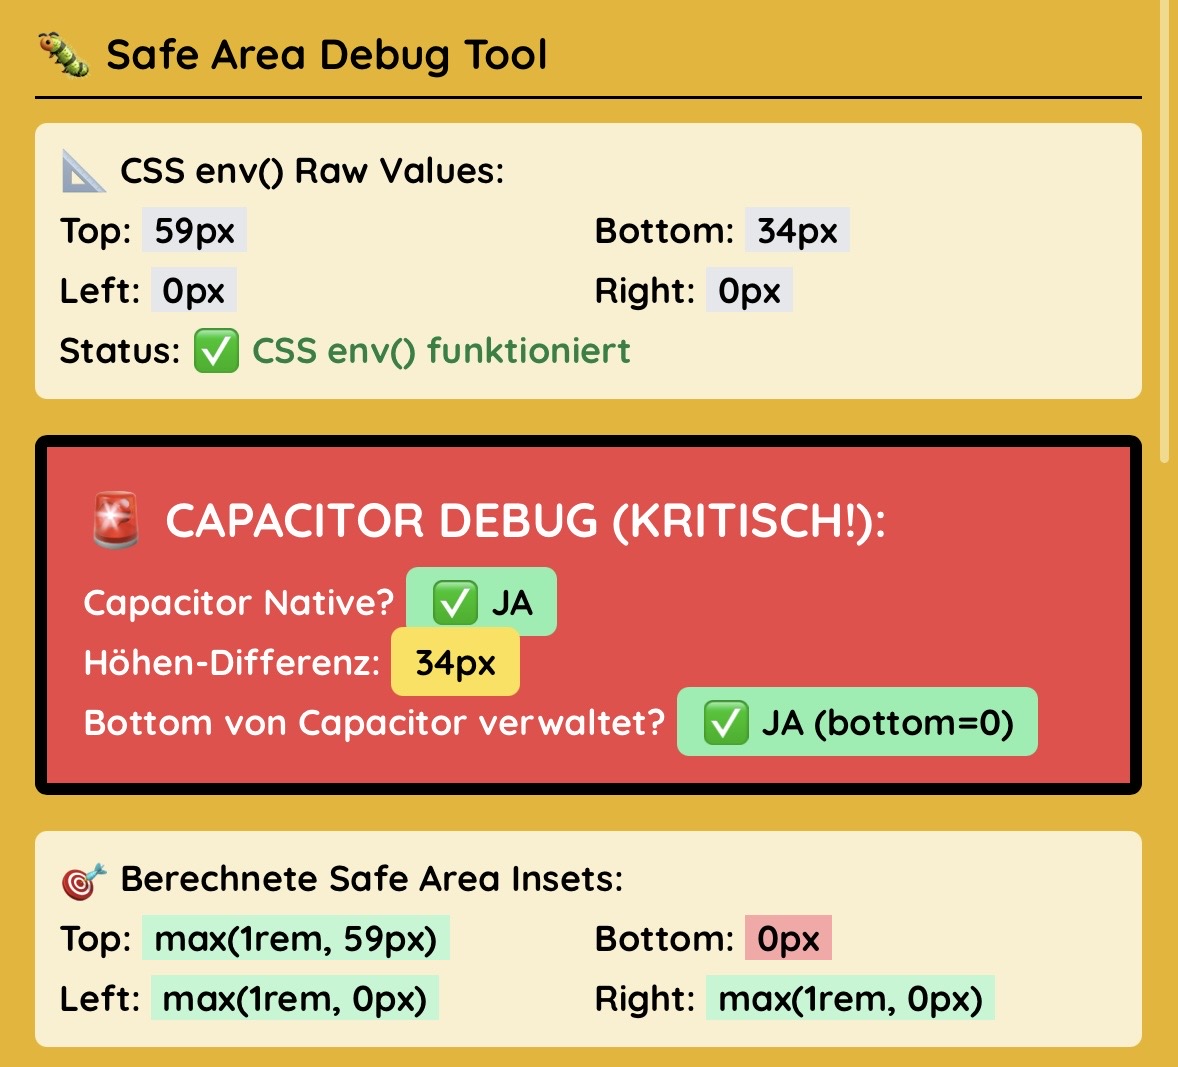 Safe Area Debug Tool
CSS env() Raw Values:
Top: 59px Bottom: 34px
Left: 0px Right: 0px
Status: ✅ CSS env() funktioniert
CAPACITOR DEBUG (KRITISCH!):
Capacitor Native? ✅ JA
Höhen-Differenz: 34px
Bottom von Capacitor verwaltet? ✅ JA (bottom=0)
Berechnete Safe Area Insets:
Top: max(1rem, 59px) Bottom: 0px
Left: max(1rem, 0px) Right: max(1rem, 0px)